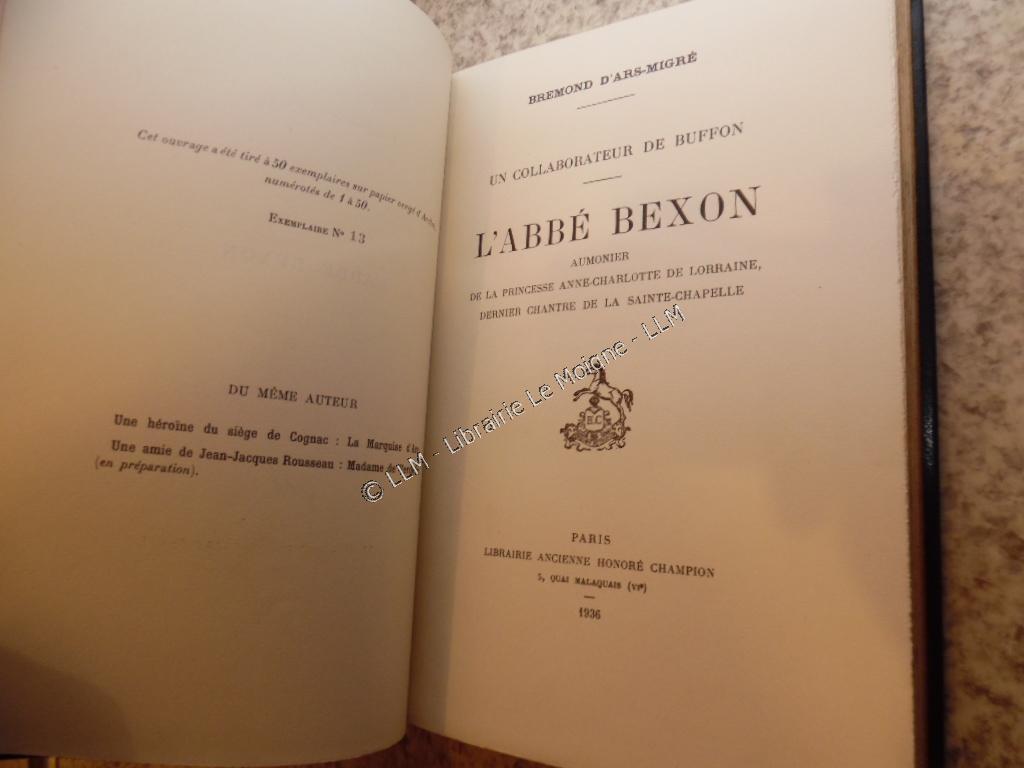 Cet ouvrage a été tiré à 50 exemplaires sur papier vergé d'Arches,
numérotés de 1 à 50.
EXEMPLAIRE N° 13
DU MÊME AUTEUR
Une héroïne du siège de Cognac : La Marquise
Une amie de Jean-Jacques Rousseau : Madame de
(en préparation).
BREMOND D'ARS-MIGRÉ
UN COLLABORATEUR DE BUFFON
L'ABBÉ BEXON
AUMONIER
DE LA PRINCESSE ANNE-CHARLOTTE DE LORRAINE,
DERNIER CHANTRE DE LA SAINTE-CHAPELLE
PARIS
LIBRAIRIE ANCIENNE HONORÉ CHAMPION
5, QUAI MALAQUAIS (VIe)
1936
© LLM - Librairie Le Moigne - LLM